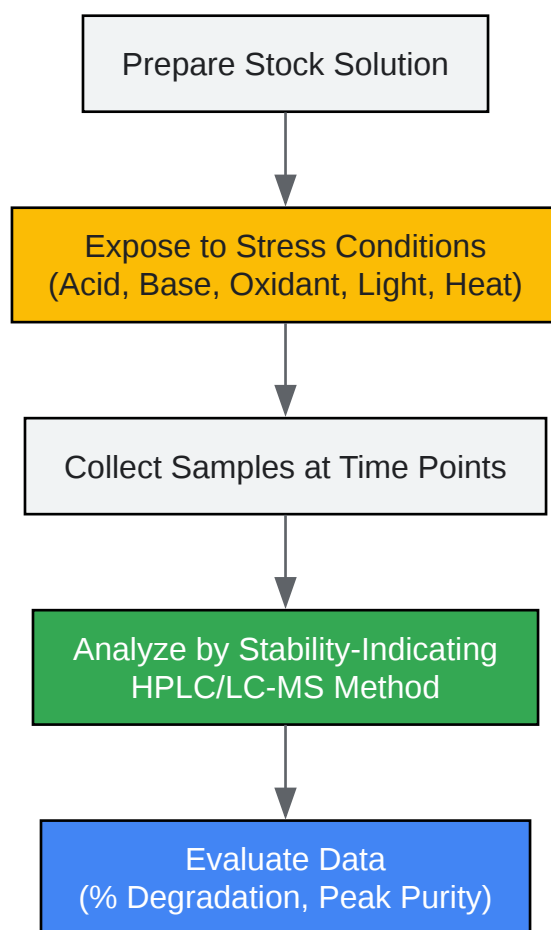 Prepare Stock Solution
Expose to Stress Conditions
(Acid, Base, Oxidant, Light, Heat)
Collect Samples at Time Points
Analyze by Stability-Indicating
HPLC/LC-MS Method
Evaluate Data
(% Degradation, Peak Purity)